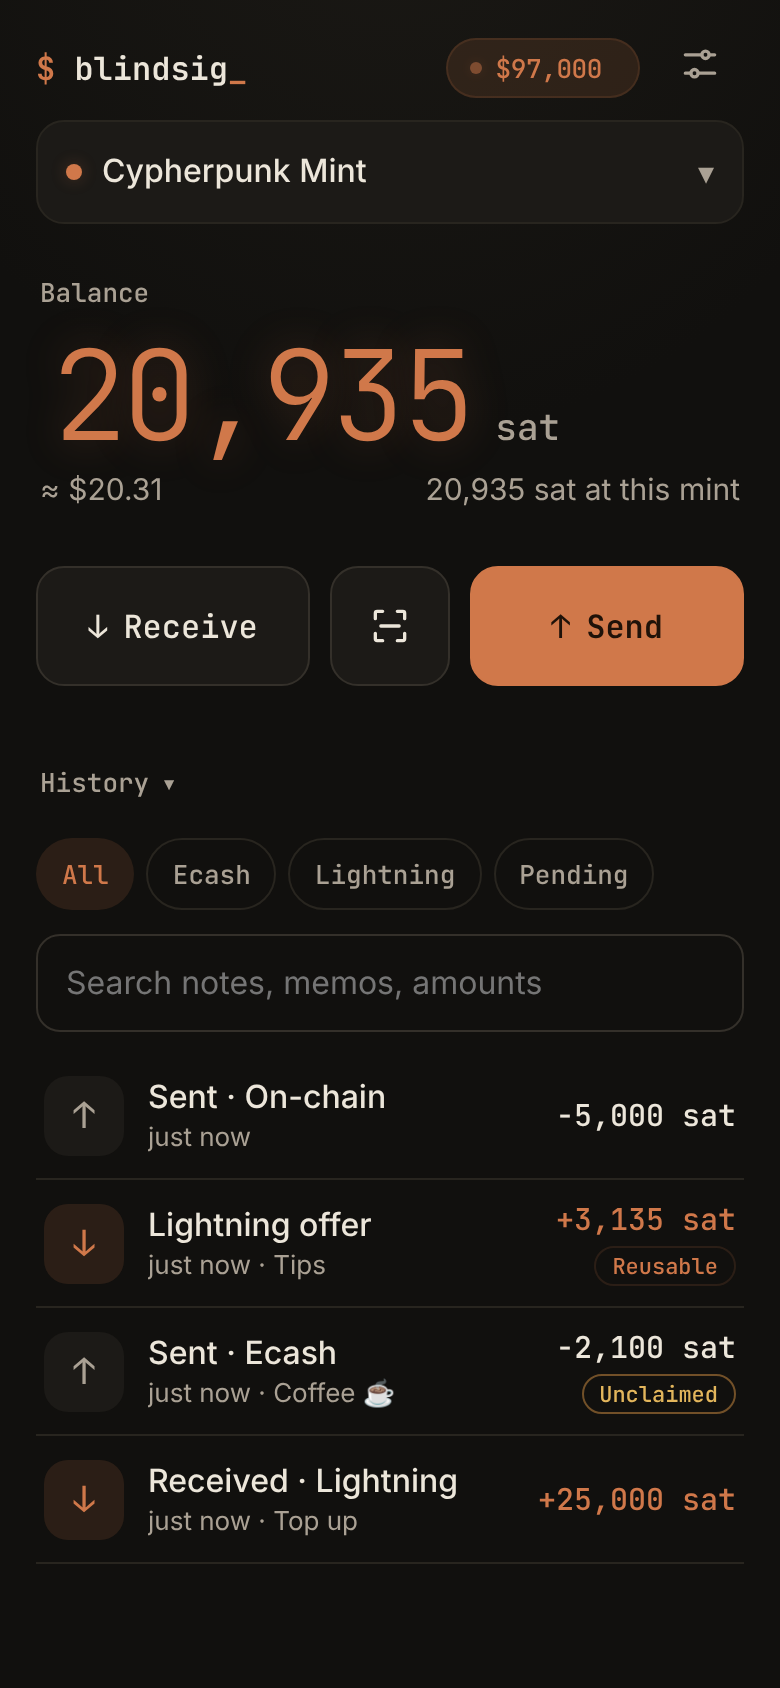 $ blindsig_
$97,000
Cypherpunk Mint ▾
Balance
20,935 sat
≈ $20.31
20,935 sat at this mint
↓ Receive
↑ Send
History ▾
All
Ecash
Lightning
Pending
Search notes, memos, amounts
↑ Sent · On-chain
-5,000 sat
just now
↓ Lightning offer
+3,135 sat
just now · Tips
Reusable
↑ Sent · Ecash
-2,100 sat
just now · Coffee ☕
Unclaimed
↓ Received · Lightning
+25,000 sat
just now · Top up